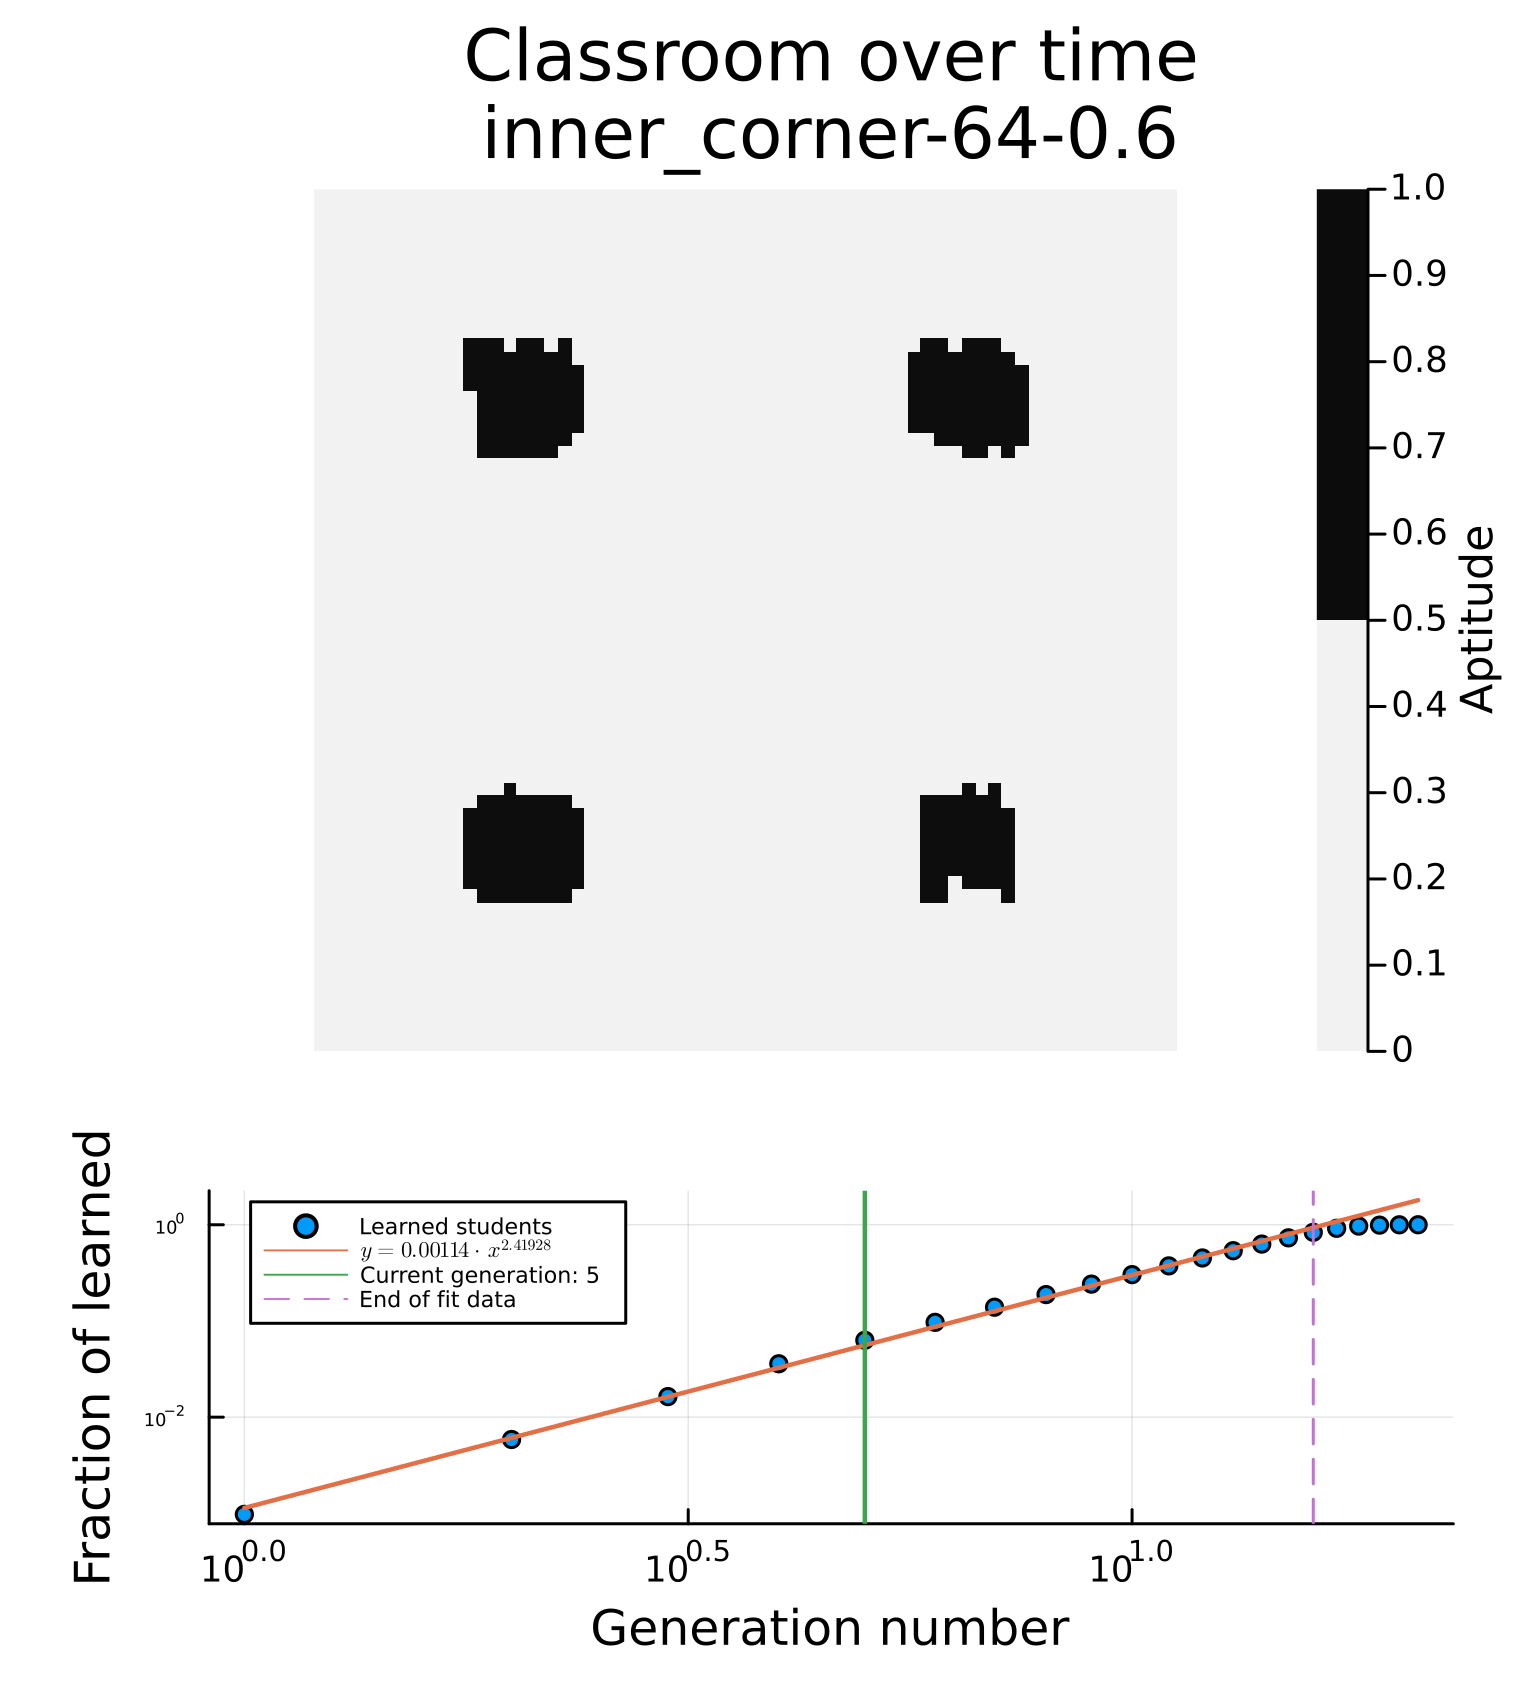 Classroom over time
inner_corner-64-0.6
1.0
0.9
0.8
0.7
0.6
0.5
0.4
0.3
0.2
0.1
0
Aptitude
Fraction of learned
10⁰
10⁻²
Learned students
y = 0.00114 · x^2.41928
Current generation: 5
End of fit data
10^0.0
10^0.5
10^1.0
Generation number